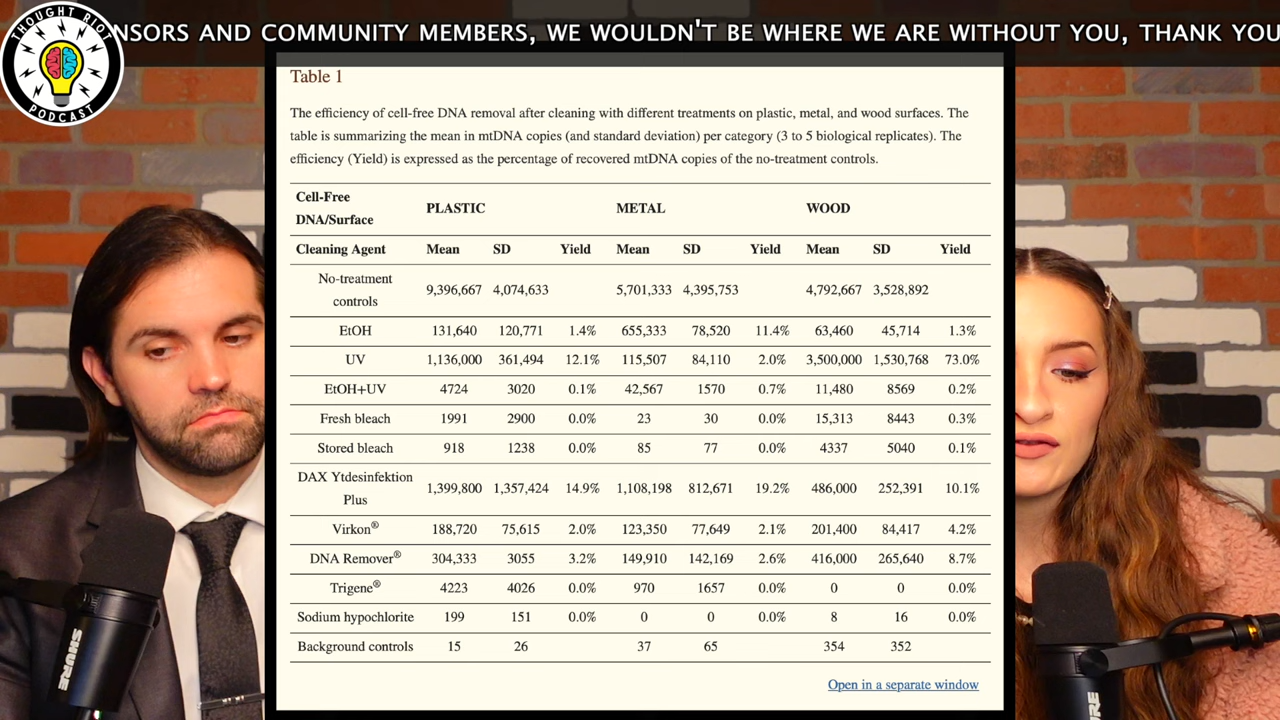 THOUGHT RIOT
PODCAST
NSORS AND COMMUNITY MEMBERS, WE WOULDN'T BE WHERE WE ARE WITHOUT YOU, THANK YOU
Table 1
The efficiency of cell-free DNA removal after cleaning with different treatments on plastic, metal, and wood surfaces. The
table is summarizing the mean in mtDNA copies (and standard deviation) per category (3 to 5 biological replicates). The
efficiency (Yield) is expressed as the percentage of recovered mtDNA copies of the no-treatment controls.
Cell-Free
DNA/Surface PLASTIC METAL WOOD
Cleaning Agent Mean SD Yield Mean SD Yield Mean SD Yield
No-treatment
controls 9,396,667 4,074,633 5,701,333 4,395,753 4,792,667 3,528,892
EtOH 131,640 120,771 1.4% 655,333 78,520 11.4% 63,460 45,714 1.3%
UV 1,136,000 361,494 12.1% 115,507 84,110 2.0% 3,500,000 1,530,768 73.0%
EtOH+UV 4724 3020 0.1% 42,567 1570 0.7% 11,480 8569 0.2%
Fresh bleach 1991 2900 0.0% 23 30 0.0% 15,313 8443 0.3%
Stored bleach 918 1238 0.0% 85 77 0.0% 4337 5040 0.1%
DAX Ytdesinfektion
Plus 1,399,800 1,357,424 14.9% 1,108,198 812,671 19.2% 486,000 252,391 10.1%
Virkon® 188,720 75,615 2.0% 123,350 77,649 2.1% 201,400 84,417 4.2%
DNA Remover® 304,333 3055 3.2% 149,910 142,169 2.6% 416,000 265,640 8.7%
Trigene® 4223 4026 0.0% 970 1657 0.0% 0 0 0.0%
Sodium hypochlorite 199 151 0.0% 0 0 0.0% 8 16 0.0%
Background controls 15 26 37 65 354 352
Open in a separate window
SHURE
RE